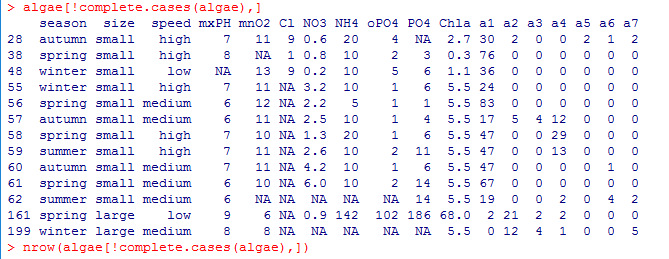 > algae[!complete.cases(algae),]
season size speed mxPH mnO2 Cl NO3 NH4 oPO4 PO4 Chla a1 a2 a3 a4 a5 a6 a7
28 autumn small high 7 11 9 0.6 20 4 NA 2.7 30 2 0 0 2 1 2
38 spring small high 8 NA 1 0.8 10 2 3 0.3 76 0 0 0 0 0 0
48 winter small low NA 13 9 0.2 10 5 6 1.1 36 0 0 0 0 0 0
55 winter small high 7 11 NA 3.2 10 1 6 5.5 24 0 0 0 0 0 0
56 spring small medium 6 12 NA 2.2 5 1 1 5.5 83 0 0 0 0 0 0
57 autumn small medium 6 11 NA 2.5 10 1 4 5.5 17 5 4 12 0 0 0
58 spring small high 7 10 NA 1.3 20 1 6 5.5 47 0 0 29 0 0 0
59 summer small high 7 11 NA 2.6 10 2 11 5.5 47 0 0 13 0 0 0
60 autumn small medium 7 11 NA 4.2 10 1 6 5.5 47 0 0 0 0 1 0
61 spring small medium 6 10 NA 6.0 10 2 14 5.5 67 0 0 0 0 0 0
62 summer small medium 6 NA NA NA NA NA 14 5.5 19 0 0 2 0 4 2
161 spring large low 9 6 NA 0.9 142 102 186 68.0 2 21 2 2 0 0 0
199 winter large medium 8 8 NA NA NA NA NA 5.5 0 12 4 1 0 0 5
> nrow(algae[!complete.cases(algae),])